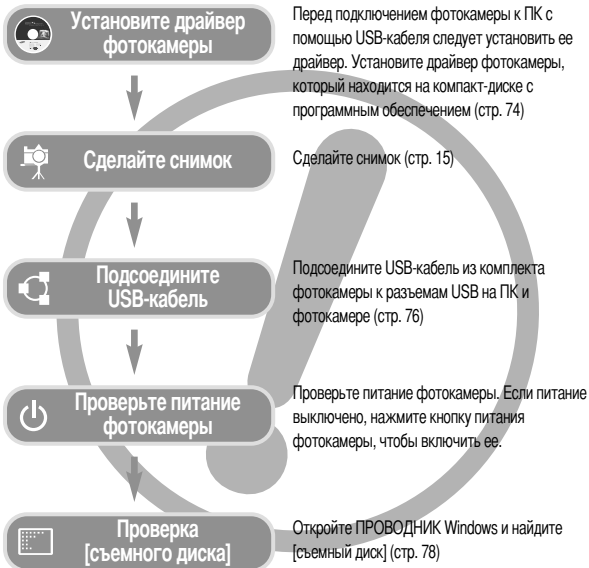 Установите драйвер
фотокамеры
Перед подключением фотокамеры к ПК с
помощью USB-кабеля следует установить ее
драйвер. Установите драйвер фотокамеры,
который находится на компакт-диске с
программным обеспечением (стр. 74)
Сделайте снимок
Сделайте снимок (стр. 15)
Подсоедините
USB-кабель
Подсоедините USB-кабель из комплекта
фотокамеры к разъемам USB на ПК и
фотокамере (стр. 76)
Проверьте питание
фотокамеры
Проверьте питание фотокамеры. Если питание
выключено, нажмите кнопку питания
фотокамеры, чтобы включить ее.
Проверка
[съемного диска]
Откройте ПРОВОДНИК Windows и найдите
[съемный диск] (стр. 78)